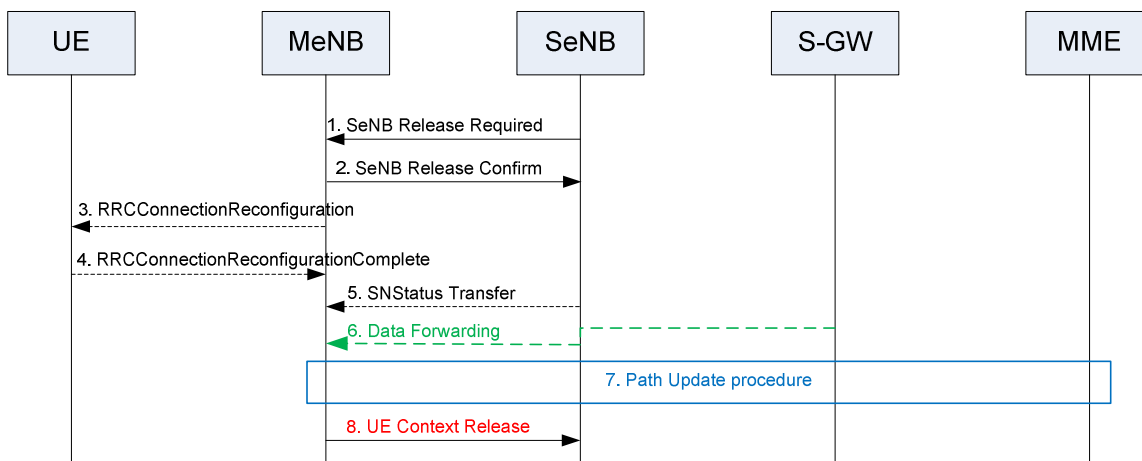 UE
MeNB
SeNB
S-GW
MME
1. SeNB Release Required
2. SeNB Release Confirm
3. RRCConnectionReconfiguration
4. RRCConnectionReconfigurationComplete
5. SNStatus Transfer
6. Data Forwarding
7. Path Update procedure
8. UE Context Release